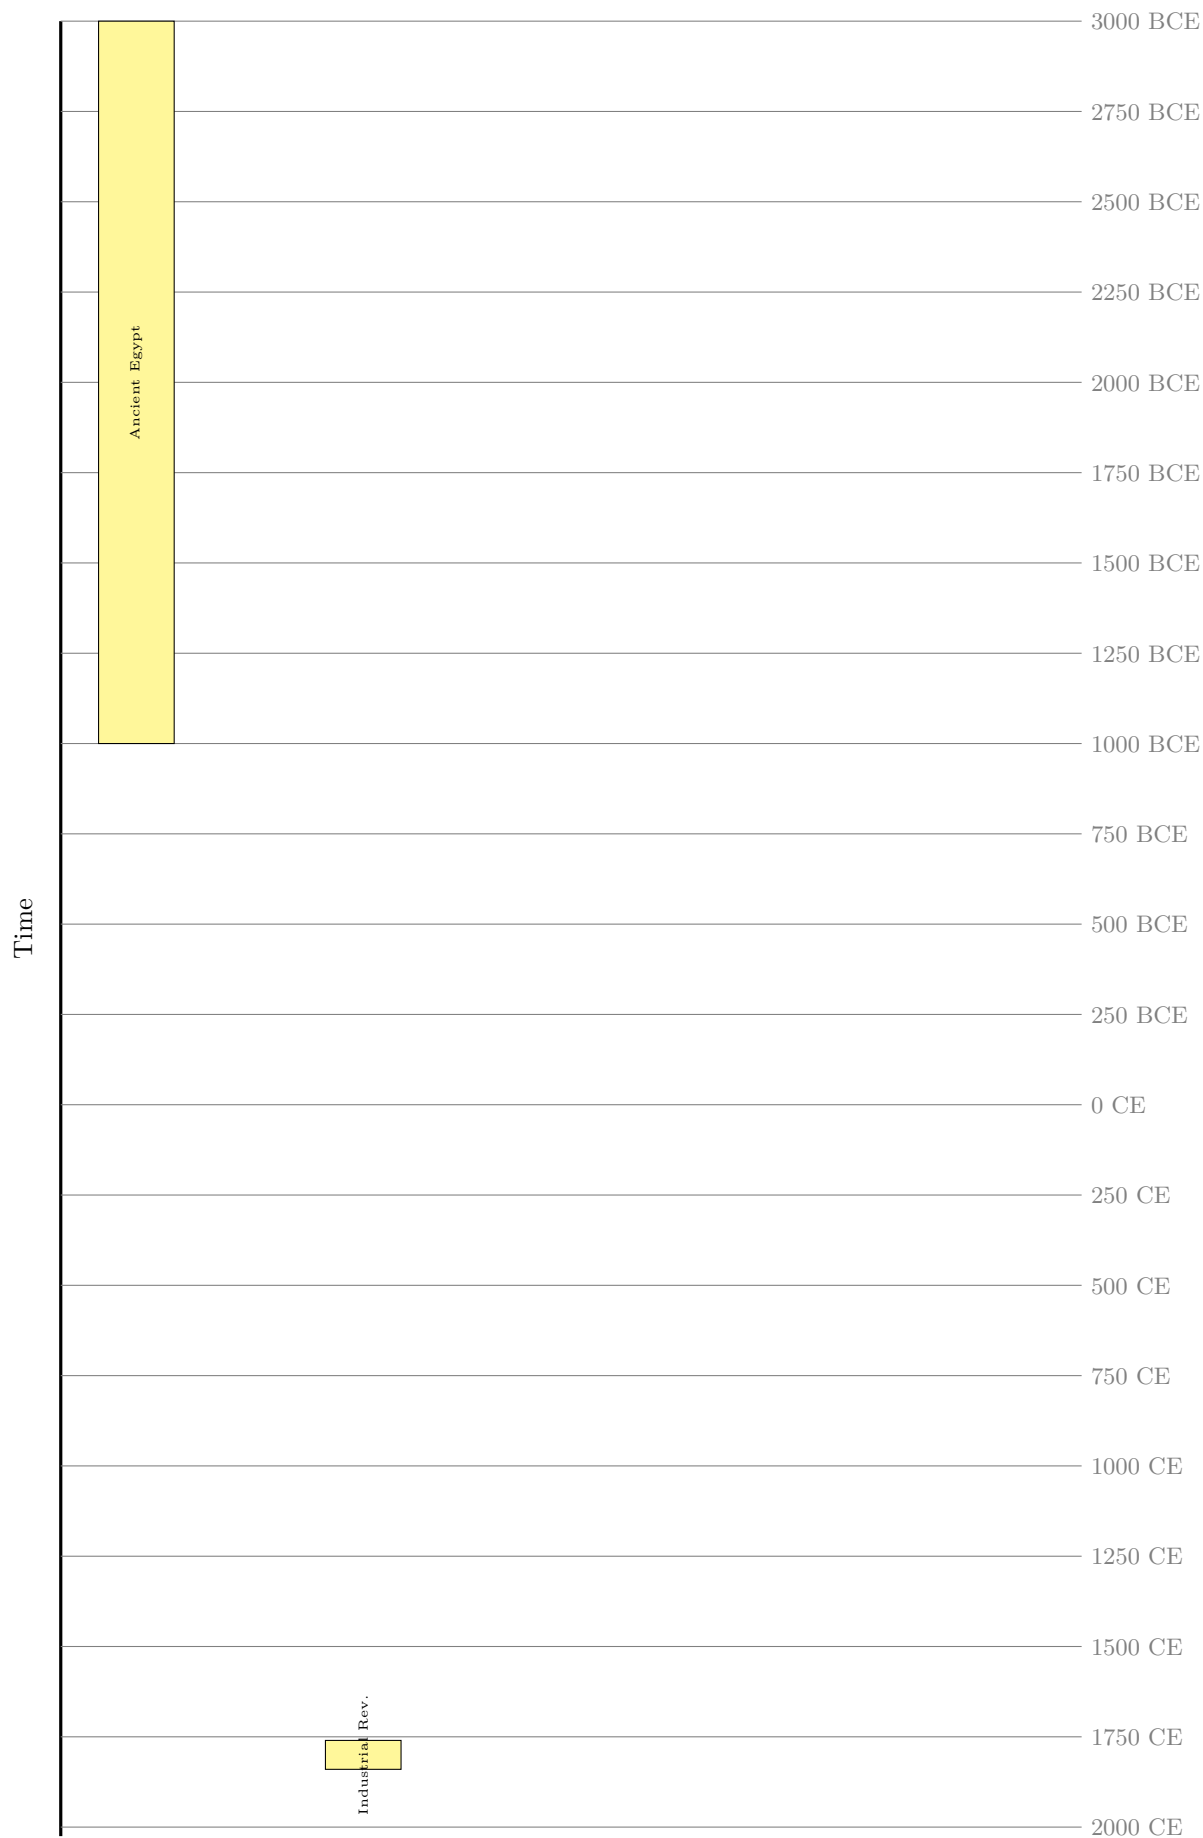 3000 BCE
2750 BCE
2500 BCE
2250 BCE
Ancient Egypt
2000 BCE
1750 BCE
1500 BCE
1250 BCE
1000 BCE
750 BCE
Time
500 BCE
250 BCE
0 CE
250 CE
500 CE
750 CE
1000 CE
1250 CE
1500 CE
1750 CE
Industrial Rev.
2000 CE